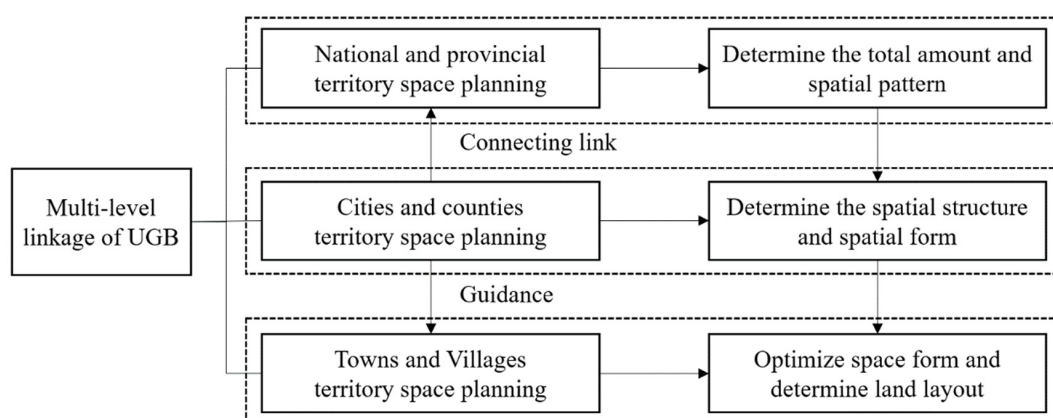 National and provincial
territory space planning
Determine the total amount and
spatial pattern
Connecting link
Multi-level
linkage of UGB
Cities and counties
territory space planning
Determine the spatial structure
and spatial form
Guidance
Towns and Villages
territory space planning
Optimize space form and
determine land layout